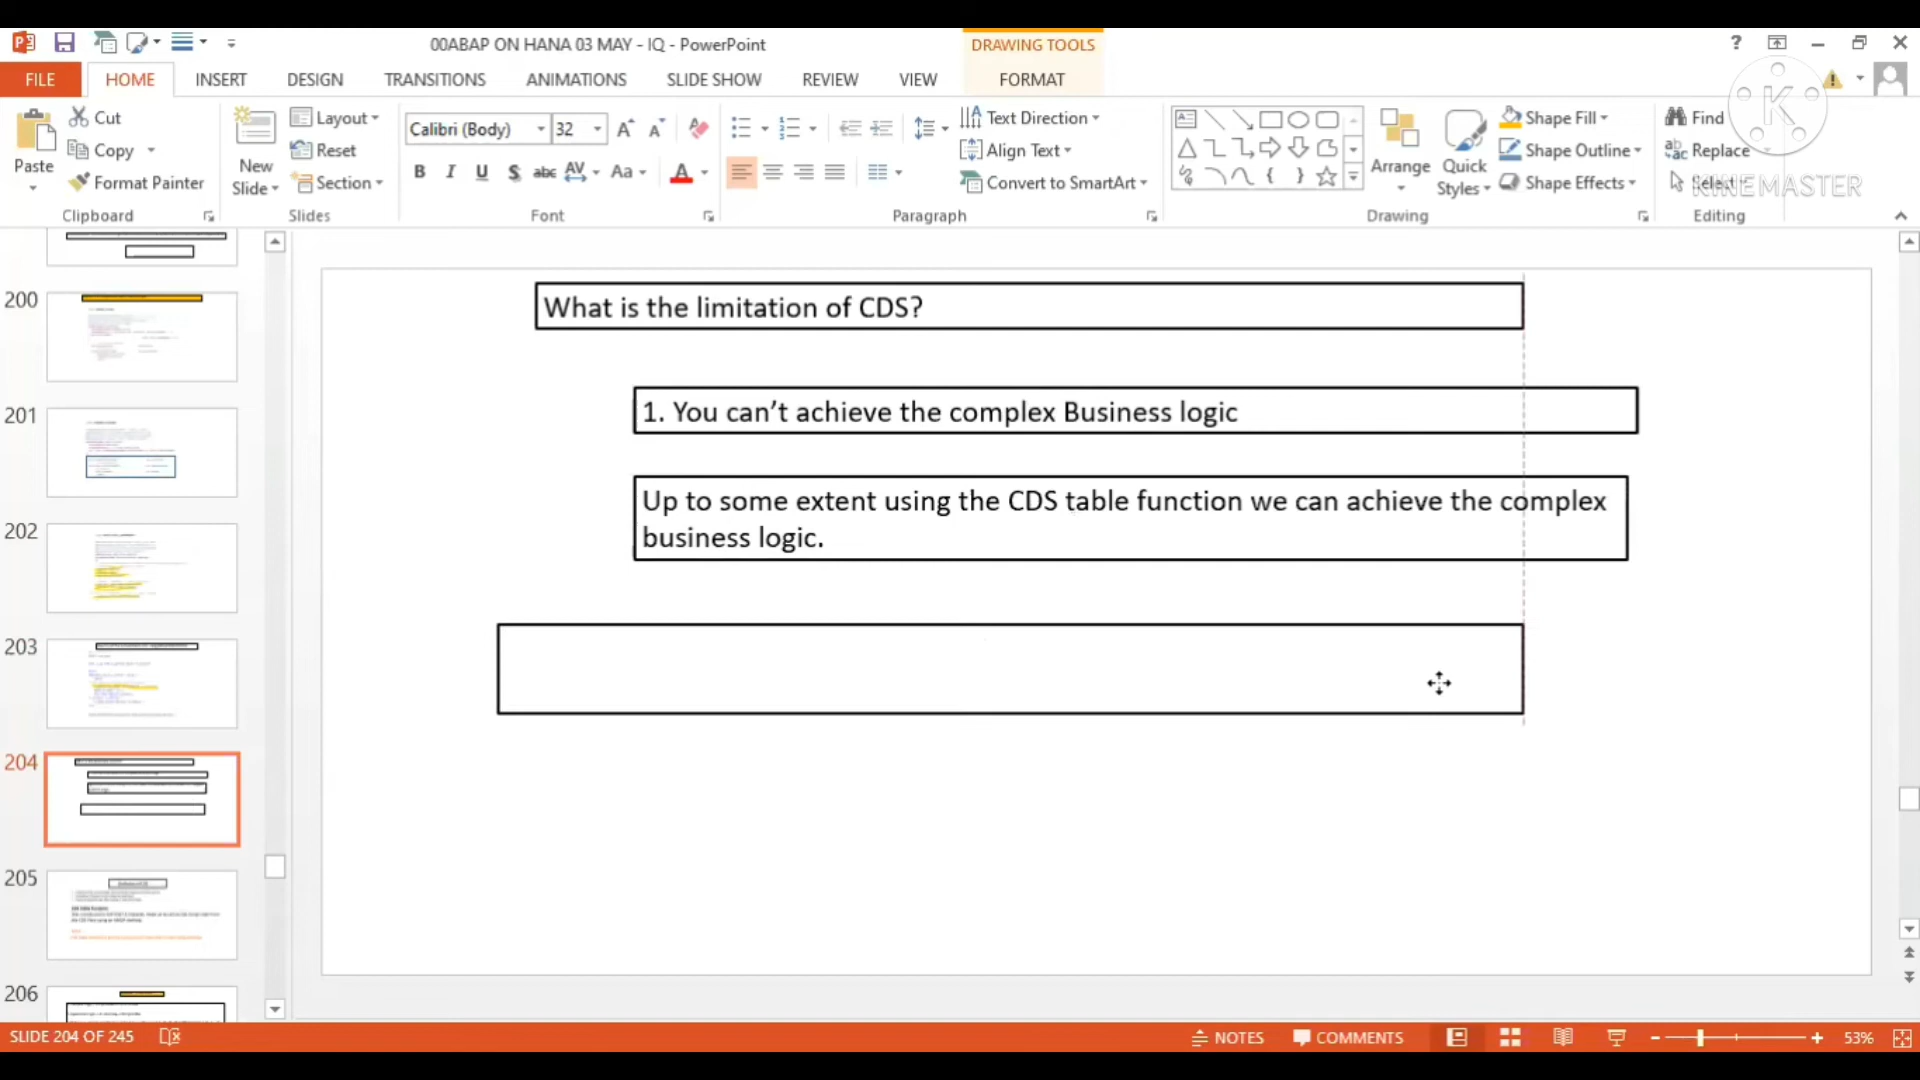 00ABAP ON HANA 03 MAY - IQ - PowerPoint
DRAWING TOOLS
?
FILE
HOME
INSERT
DESIGN
TRANSITIONS
ANIMATIONS
SLIDE SHOW
REVIEW
VIEW
FORMAT
Paste
Cut
Copy
Format Painter
Clipboard
New
Slide
Layout
Reset
Section
Slides
Calibri (Body)
32
B I U S abc AV Aa A
Font
Text Direction
Align Text
Convert to SmartArt
Paragraph
Arrange
Quick
Styles
Shape Fill
Shape Outline
Shape Effects
Drawing
Find
Replace
Select
Editing
K
KINEMASTER
What is the limitation of CDS?
1. You can’t achieve the complex Business logic
Up to some extent using the CDS table function we can achieve the complex
business logic.
200
201
202
203
204
205
206
SLIDE 204 OF 245
NOTES
COMMENTS
53%